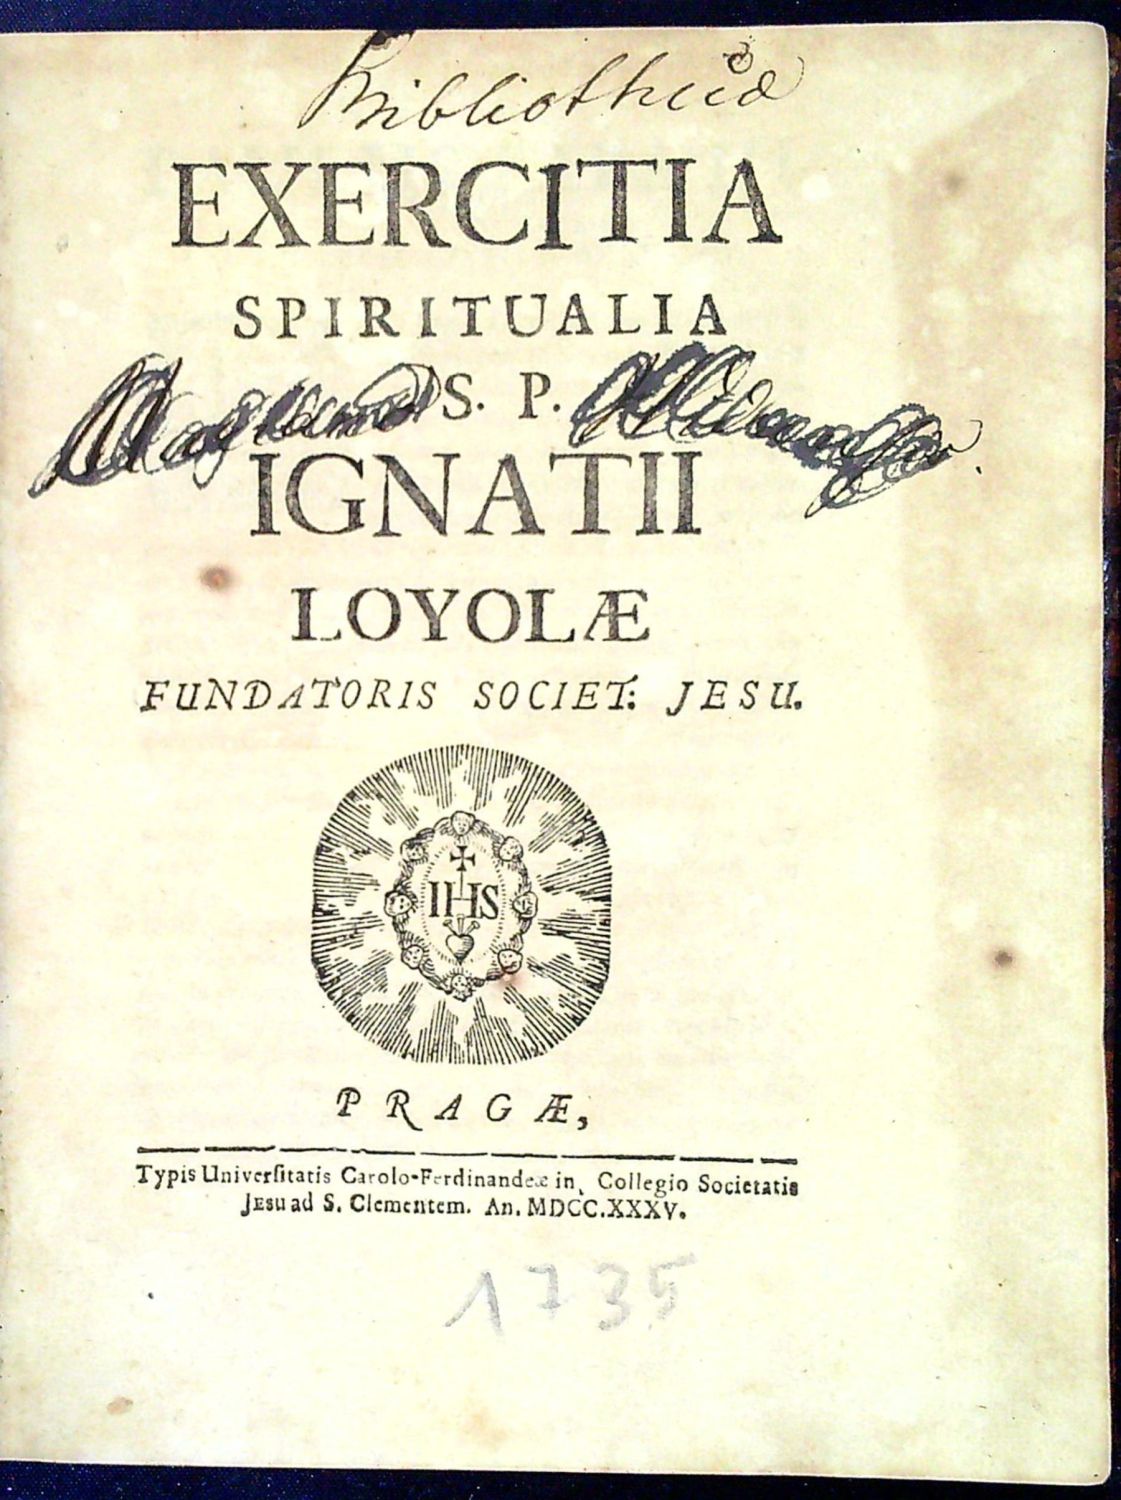 EXERCITIA
SPIRITUALIA
S. P.
IGNATII
LOYOLÆ
FUNDATORIS SOCIET: JESU.
IHS
PRAGÆ,
Typis Universitatis Carolo-Ferdinandeæ in Collegio Societatis
JESU ad S. Clementem. An. MDCC.XXXV.
1735